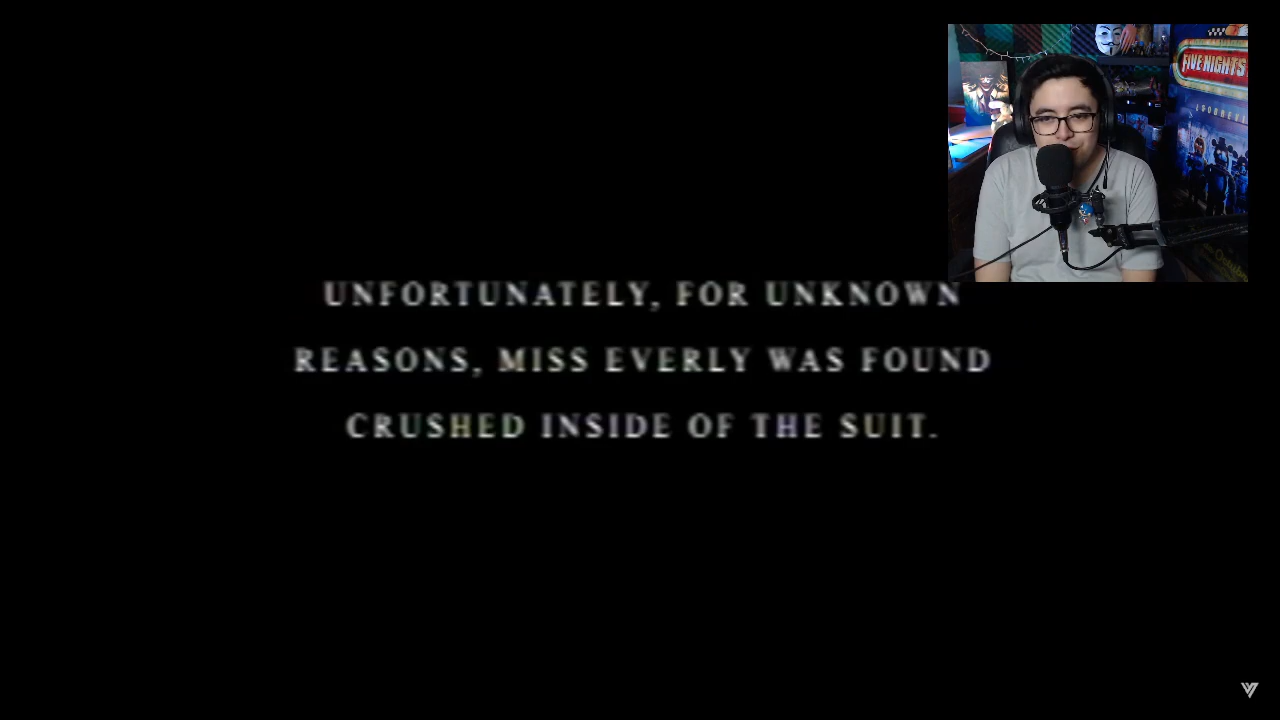 FIVE NIGHTS
UNFORTUNATELY, FOR UNKNOWN
REASONS, MISS EVERLY WAS FOUND
CRUSHED INSIDE OF THE SUIT.